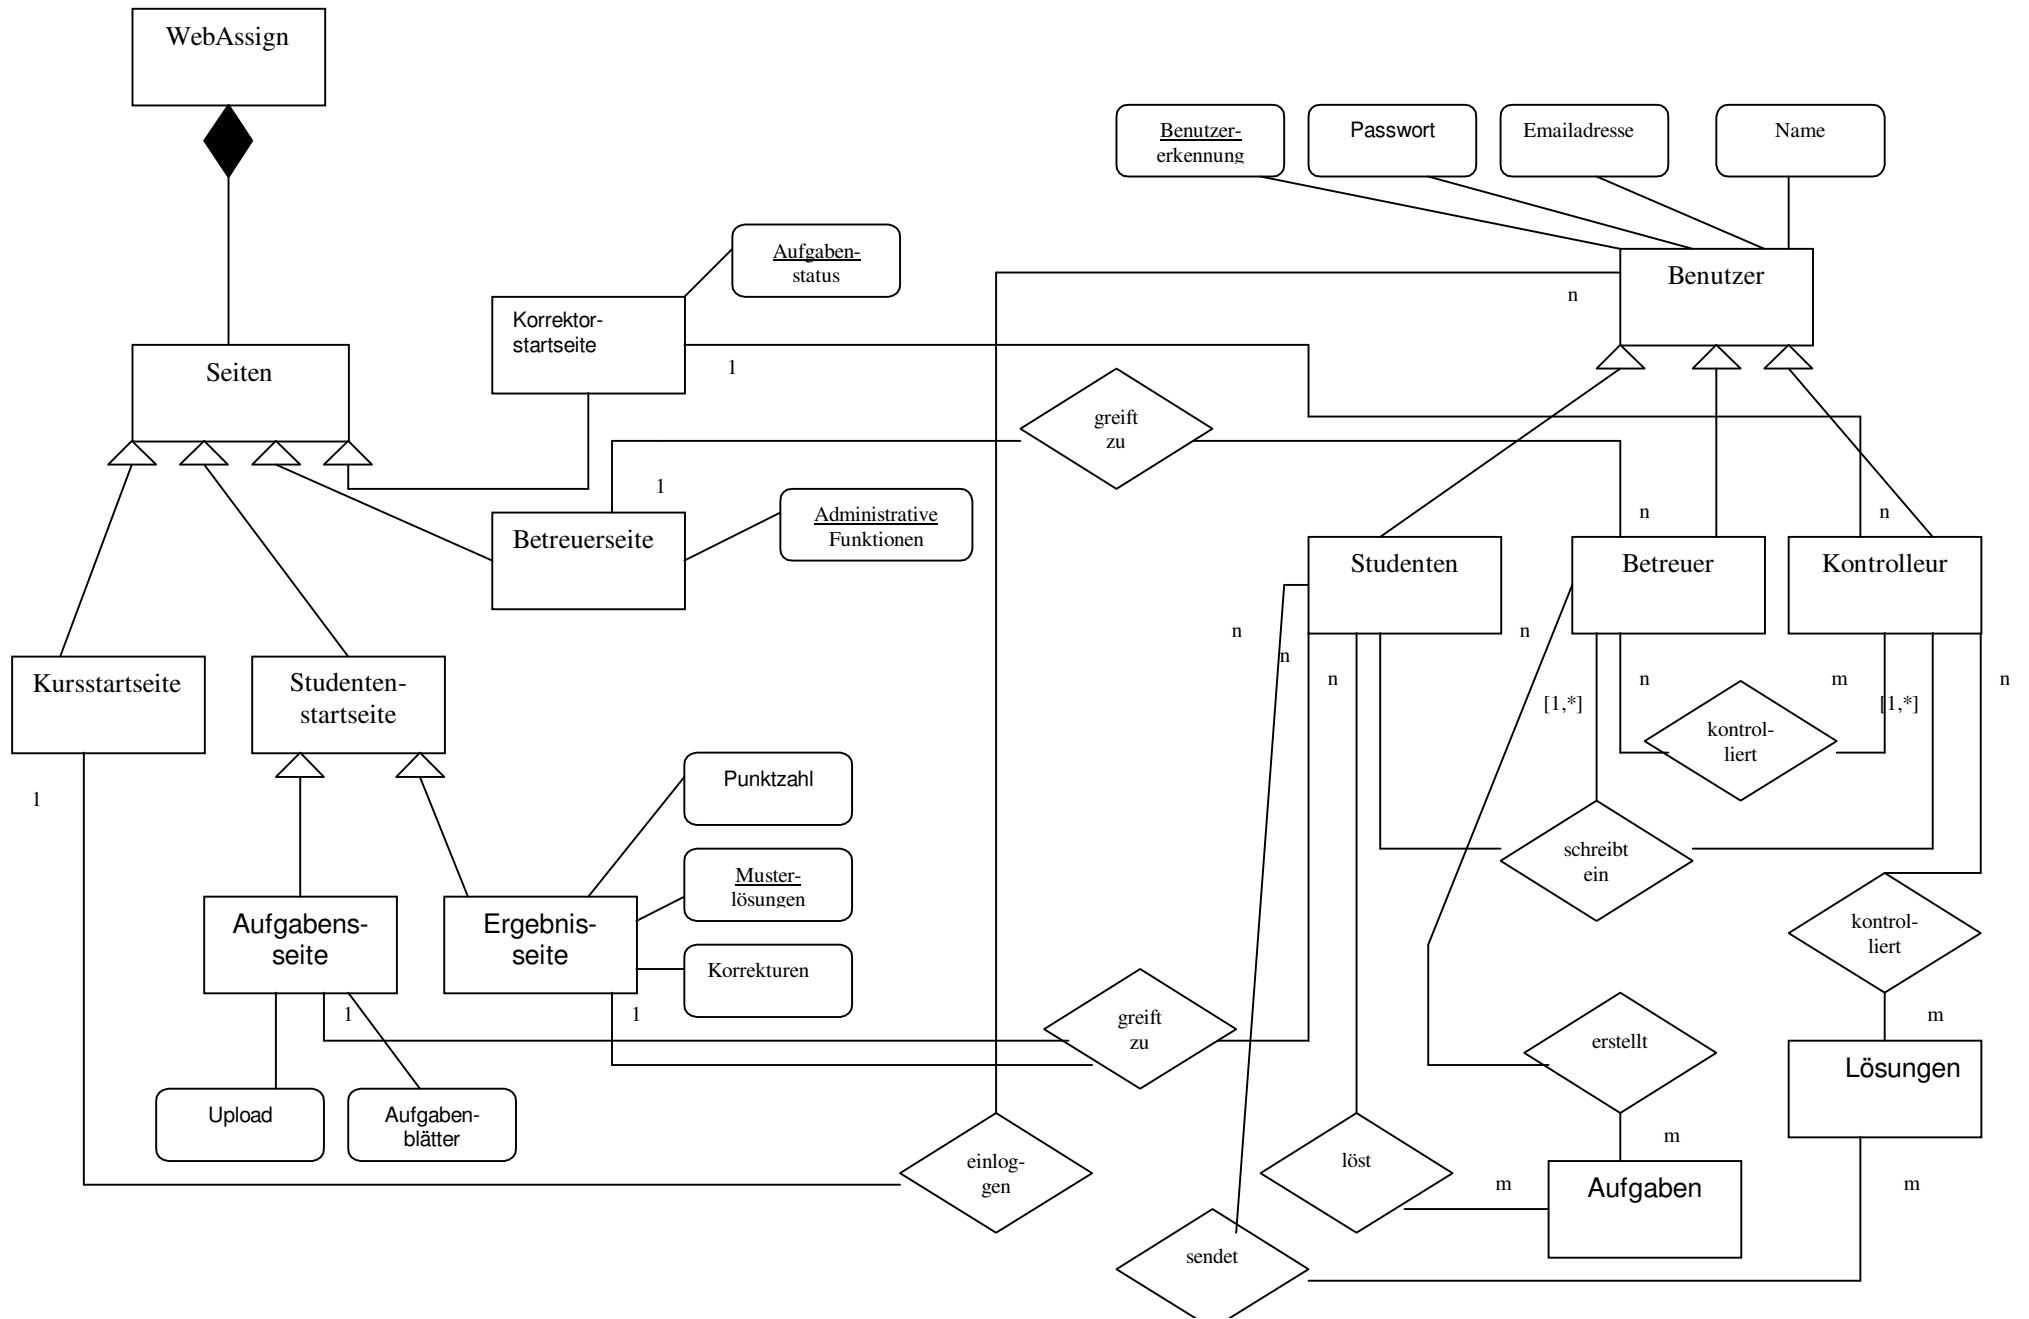 WebAssign
Benutzer-
erkennung
Passwort
Emailadresse
Name
Aufgaben-
status
Benutzer
n
Korrektor-
startseite
1
Seiten
greift
zu
1
Administrative
Funktionen
Betreuerseite
n
n
Studenten
Betreuer
Kontrolleur
n
n
n
n
n
m
n
[1,*]
[1,*]
Kursstartseite
Studenten-
startseite
kontrol-
liert
1
Punktzahl
Muster-
lösungen
schreibt
ein
Aufgabens-
seite
Ergebnis-
seite
Korrekturen
kontrol-
liert
1
1
greift
zu
m
erstellt
Lösungen
Upload
Aufgaben-
blätter
m
einlog-
gen
löst
m
Aufgaben
m
sendet